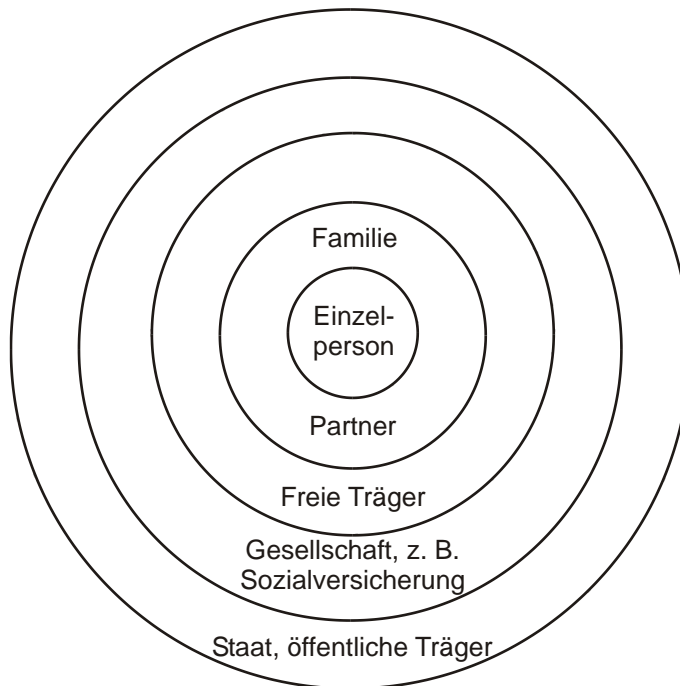 Familie
Einzel-
person
Partner
Freie Träger
Gesellschaft, z. B.
Sozialversicherung
Staat, öffentliche Träger